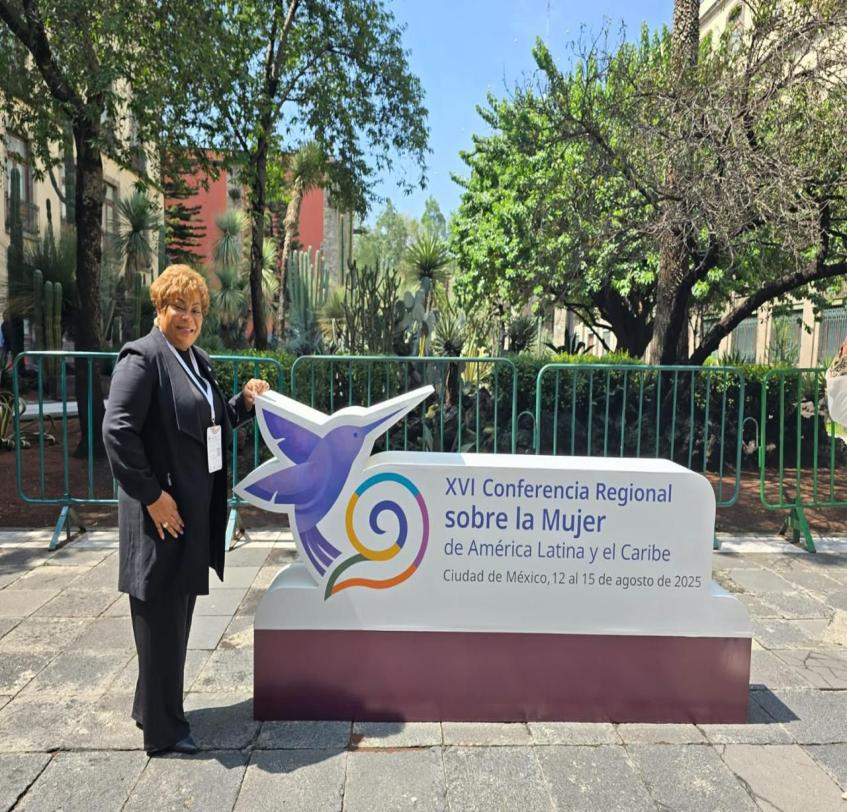 XVI Conferencia Regional
sobre la Mujer
de América Latina y el Caribe
Ciudad de México, 12 al 15 de agosto de 2025